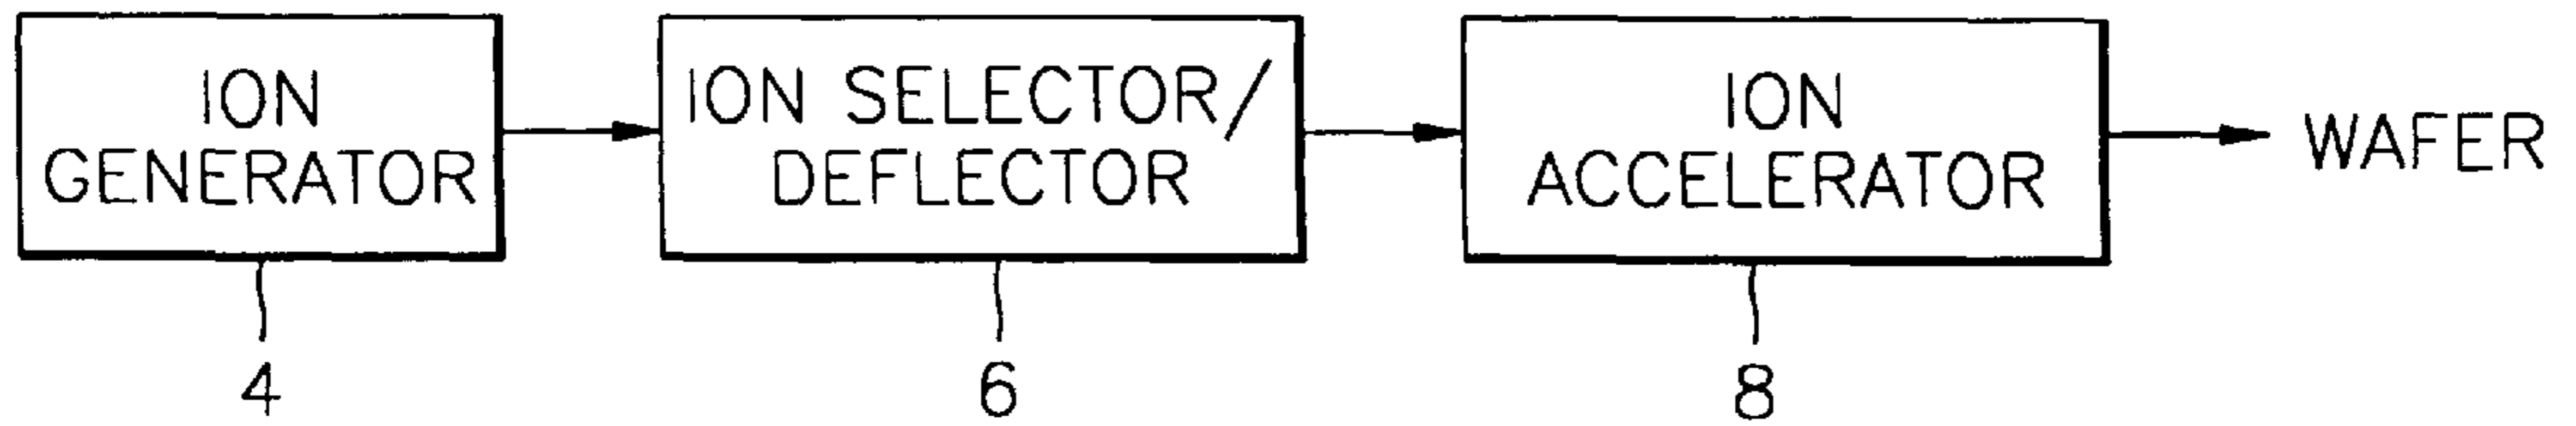 ION
GENERATOR
ION SELECTOR/
DEFLECTOR
ION
ACCELERATOR
WAFER
4
6
8